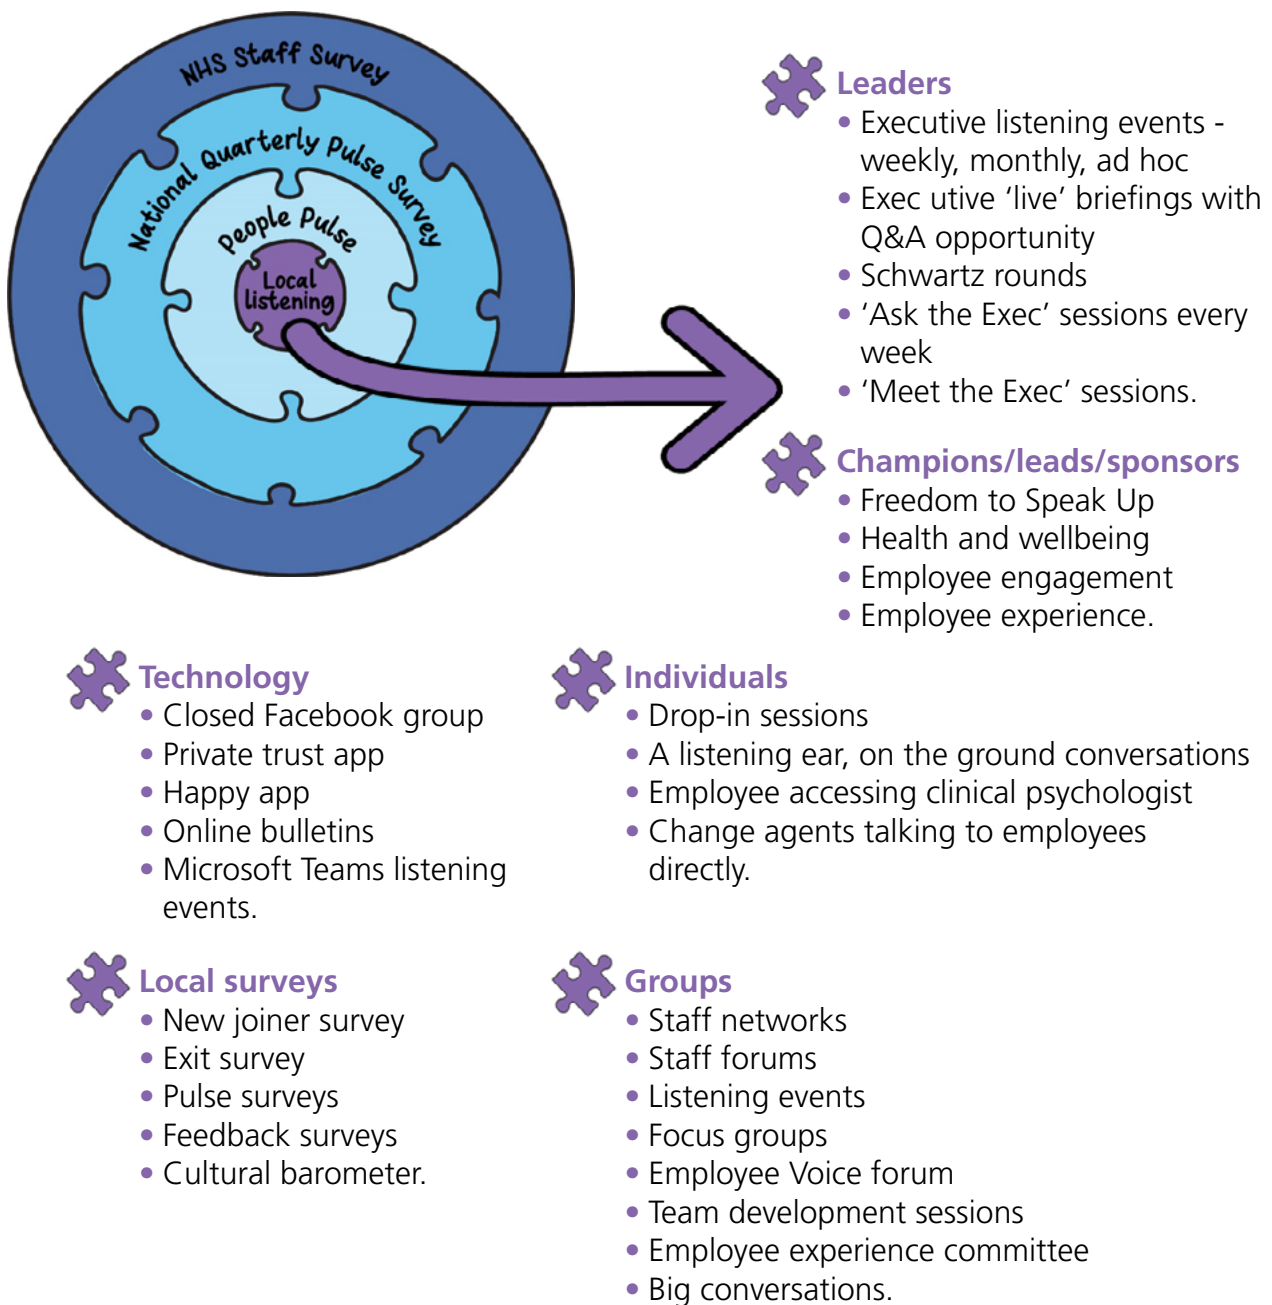 NHS Staff Survey
National Quarterly Pulse Survey
People Pulse
Local
listening
Leaders
• Executive listening events -
weekly, monthly, ad hoc
• Exec utive ‘live’ briefings with
Q&A opportunity
• Schwartz rounds
• ‘Ask the Exec’ sessions every
week
• ‘Meet the Exec’ sessions.
Champions/leads/sponsors
• Freedom to Speak Up
• Health and wellbeing
• Employee engagement
• Employee experience.
Technology
• Closed Facebook group
• Private trust app
• Happy app
• Online bulletins
• Microsoft Teams listening
events.
Individuals
• Drop-in sessions
• A listening ear, on the ground conversations
• Employee accessing clinical psychologist
• Change agents talking to employees
directly.
Local surveys
• New joiner survey
• Exit survey
• Pulse surveys
• Feedback surveys
• Cultural barometer.
Groups
• Staff networks
• Staff forums
• Listening events
• Focus groups
• Employee Voice forum
• Team development sessions
• Employee experience committee
• Big conversations.